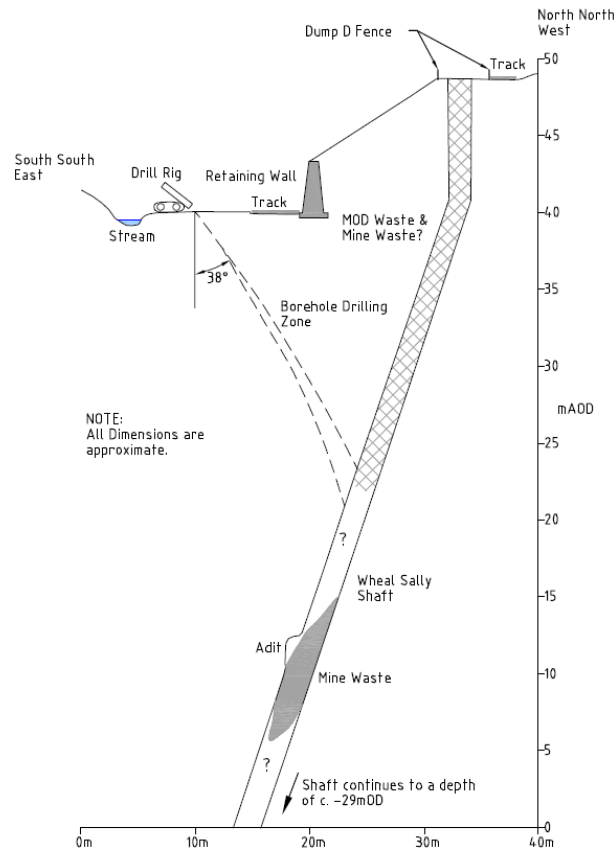 North North
West
Dump D Fence
Track
50
45
South South
East
Drill Rig
Retaining Wall
Track
MOD Waste &
Mine Waste?
40
Stream
38°
Borehole Drilling
Zone
35
30
NOTE:
All Dimensions are
approximate.
mAOD
25
20
?
Wheal Sally
Shaft
15
Adit
Mine Waste
10
5
?
Shaft continues to a depth
of c. -29mOD
0
0m
10m
20m
30m
40m